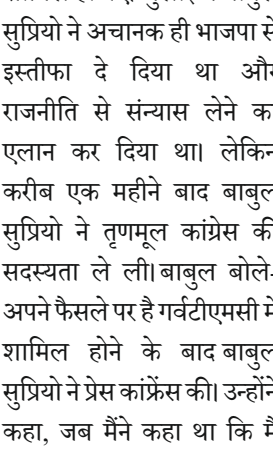 सुप्रियो ने अचानक ही भाजपा से
इस्तीफा दे दिया था और
राजनीति से संन्यास लेने का
एलान कर दिया था। लेकिन
करीब एक महीने बाद बाबुल
सुप्रियो ने तृणमूल कांग्रेस की
सदस्यता ले ली। बाबुल बोले-
अपने फैसले पर है गर्वटीएमसी में
शामिल होने के बाद बाबुल
सुप्रियो ने प्रेस कांफ्रेंस की। उन्होंने
कहा, जब मैंने कहा था कि मैं